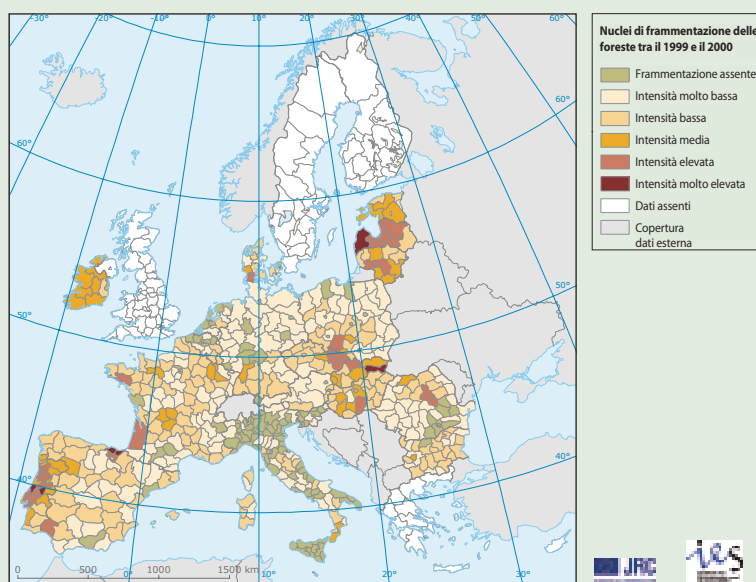 Nuclei di frammentazione delle
foreste tra il 1999 e il 2000
Frammentazione assente
Intensità molto bassa
Intensità bassa
Intensità media
Intensità elevata
Intensità molto elevata
Dati assenti
Copertura
dati esterna
-30°
-20°
-10°
0°
10°
20°
30°
40°
50°
60°
60°
60°
50°
50°
40°
40°
0°
10°
20°
0 500 1000 1500 km
JRC
ies